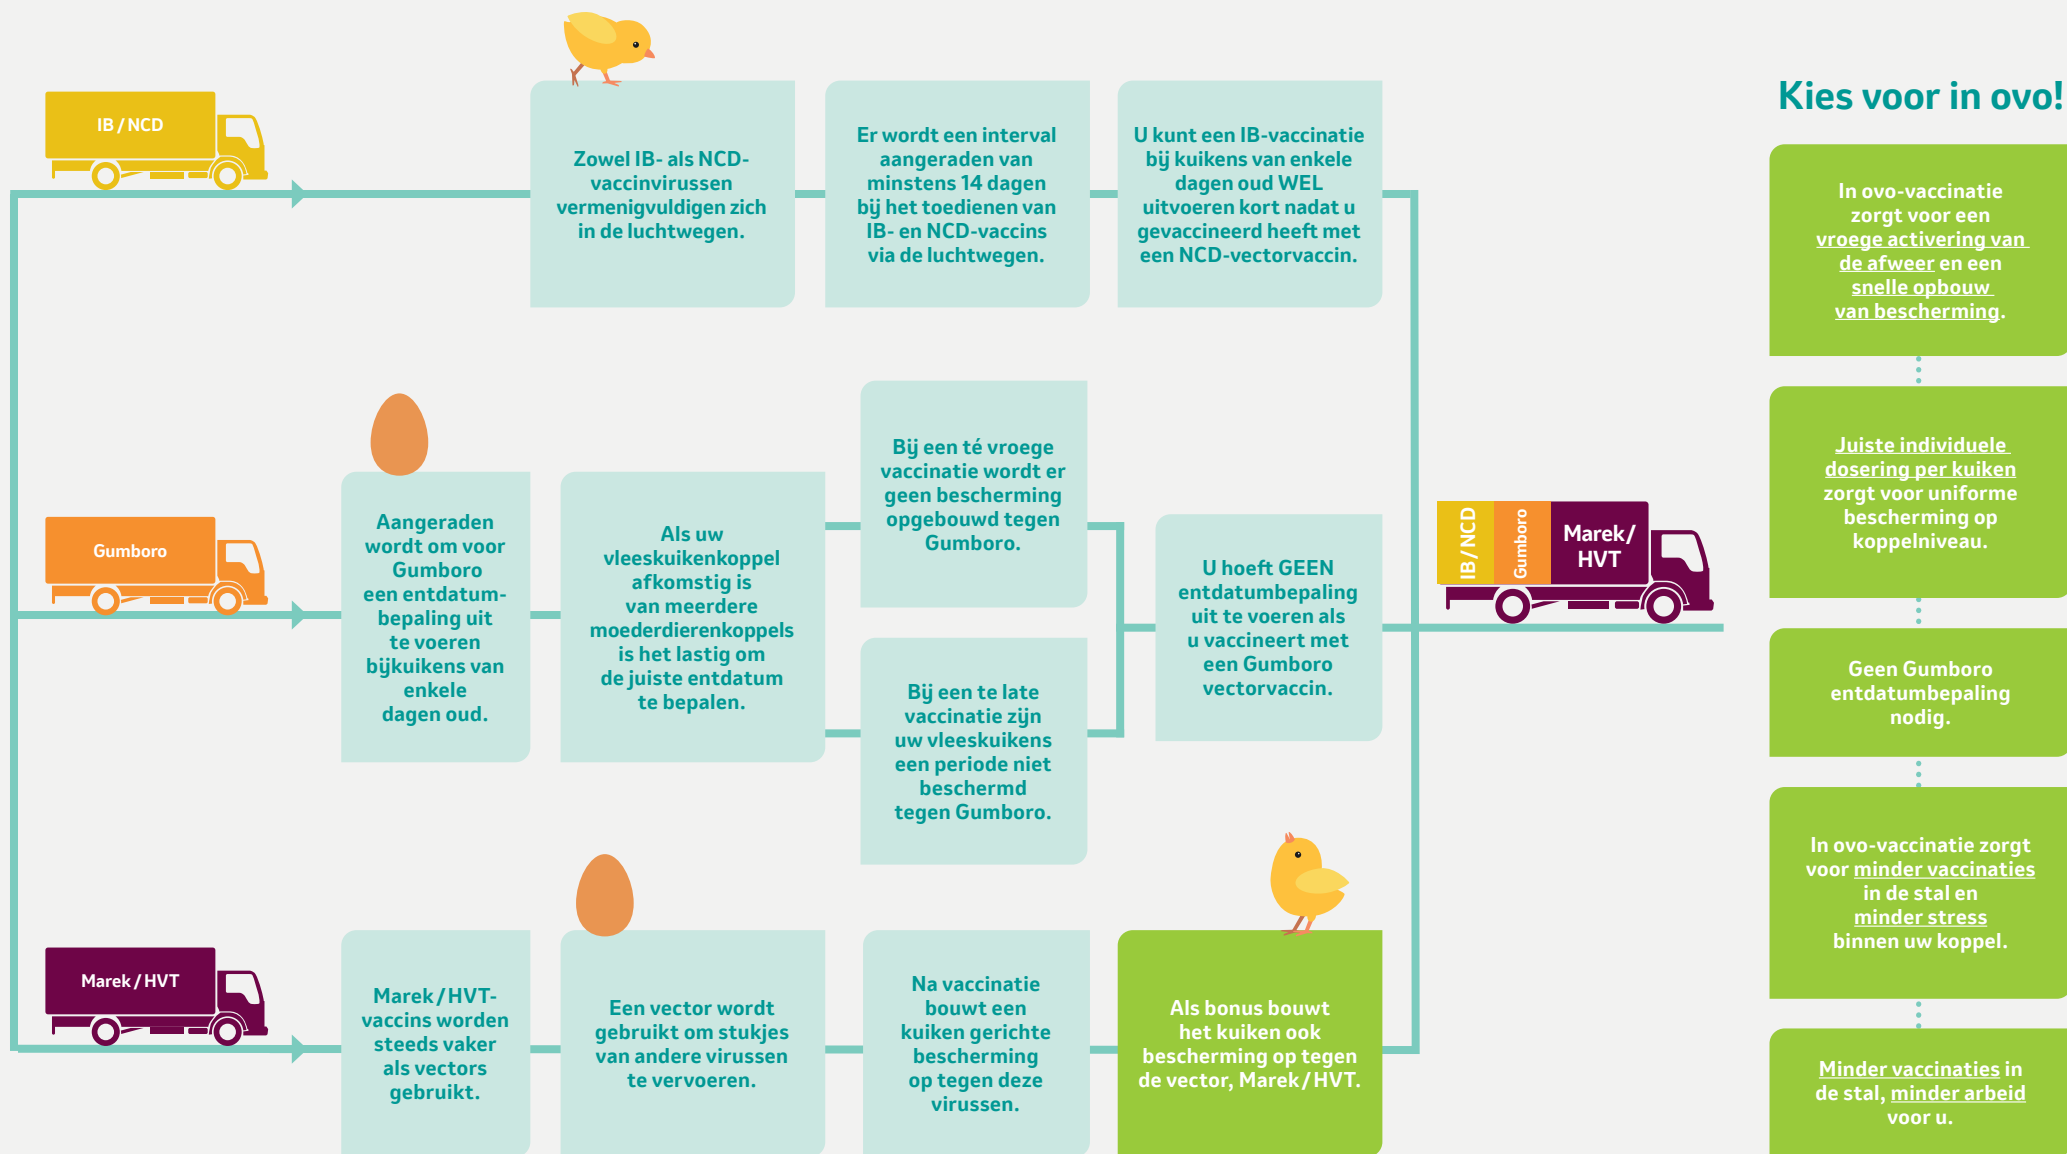 IB / NCD
Zowel IB- als NCD-
vaccinvirussen
vermenigvuldigen zich
in de luchtwegen.
Er wordt een interval
aangeraden van
minstens 14 dagen
bij het toedienen van
IB- en NCD-vaccins
via de luchtwegen.
U kunt een IB-vaccinatie
bij kuikens van enkele
dagen oud WEL
uitvoeren kort nadat u
gevaccineerd heeft met
een NCD-vectorvaccin.
Gumboro
Aangeraden
wordt om voor
Gumboro
een entdatum-
bepaling uit
te voeren
bijkuikens van
enkele
dagen oud.
Als uw
vleeskuikenkoppel
afkomstig is
van meerdere
moederdierenkoppels
is het lastig om
de juiste entdatum
te bepalen.
Bij een té vroege
vaccinatie wordt er
geen bescherming
opgebouwd tegen
Gumboro.
Bij een te late
vaccinatie zijn
uw vleeskuikens
een periode niet
beschermd
tegen Gumboro.
U hoeft GEEN
entdatumbepaling
uit te voeren als
u vaccineert met
een Gumboro
vectorvaccin.
Marek / HVT
Marek / HVT-
vaccins worden
steeds vaker
als vectors
gebruikt.
Een vector wordt
gebruikt om stukjes
van andere virussen
te vervoeren.
Na vaccinatie
bouwt een
kuiken gerichte
bescherming
op tegen deze
virussen.
Als bonus bouwt
het kuiken ook
bescherming op tegen
de vector, Marek / HVT.
IB / NCD
Gumboro
Marek/
HVT
Kies voor in ovo!
In ovo-vaccinatie
zorgt voor een
vroege activering van
de afweer en een
snelle opbouw
van bescherming.
Juiste individuele
dosering per kuiken
zorgt voor uniforme
bescherming op
koppelniveau.
Geen Gumboro
entdatumbepaling
nodig.
In ovo-vaccinatie zorgt
voor minder vaccinaties
in de stal en
minder stress
binnen uw koppel.
Minder vaccinaties in
de stal, minder arbeid
voor u.